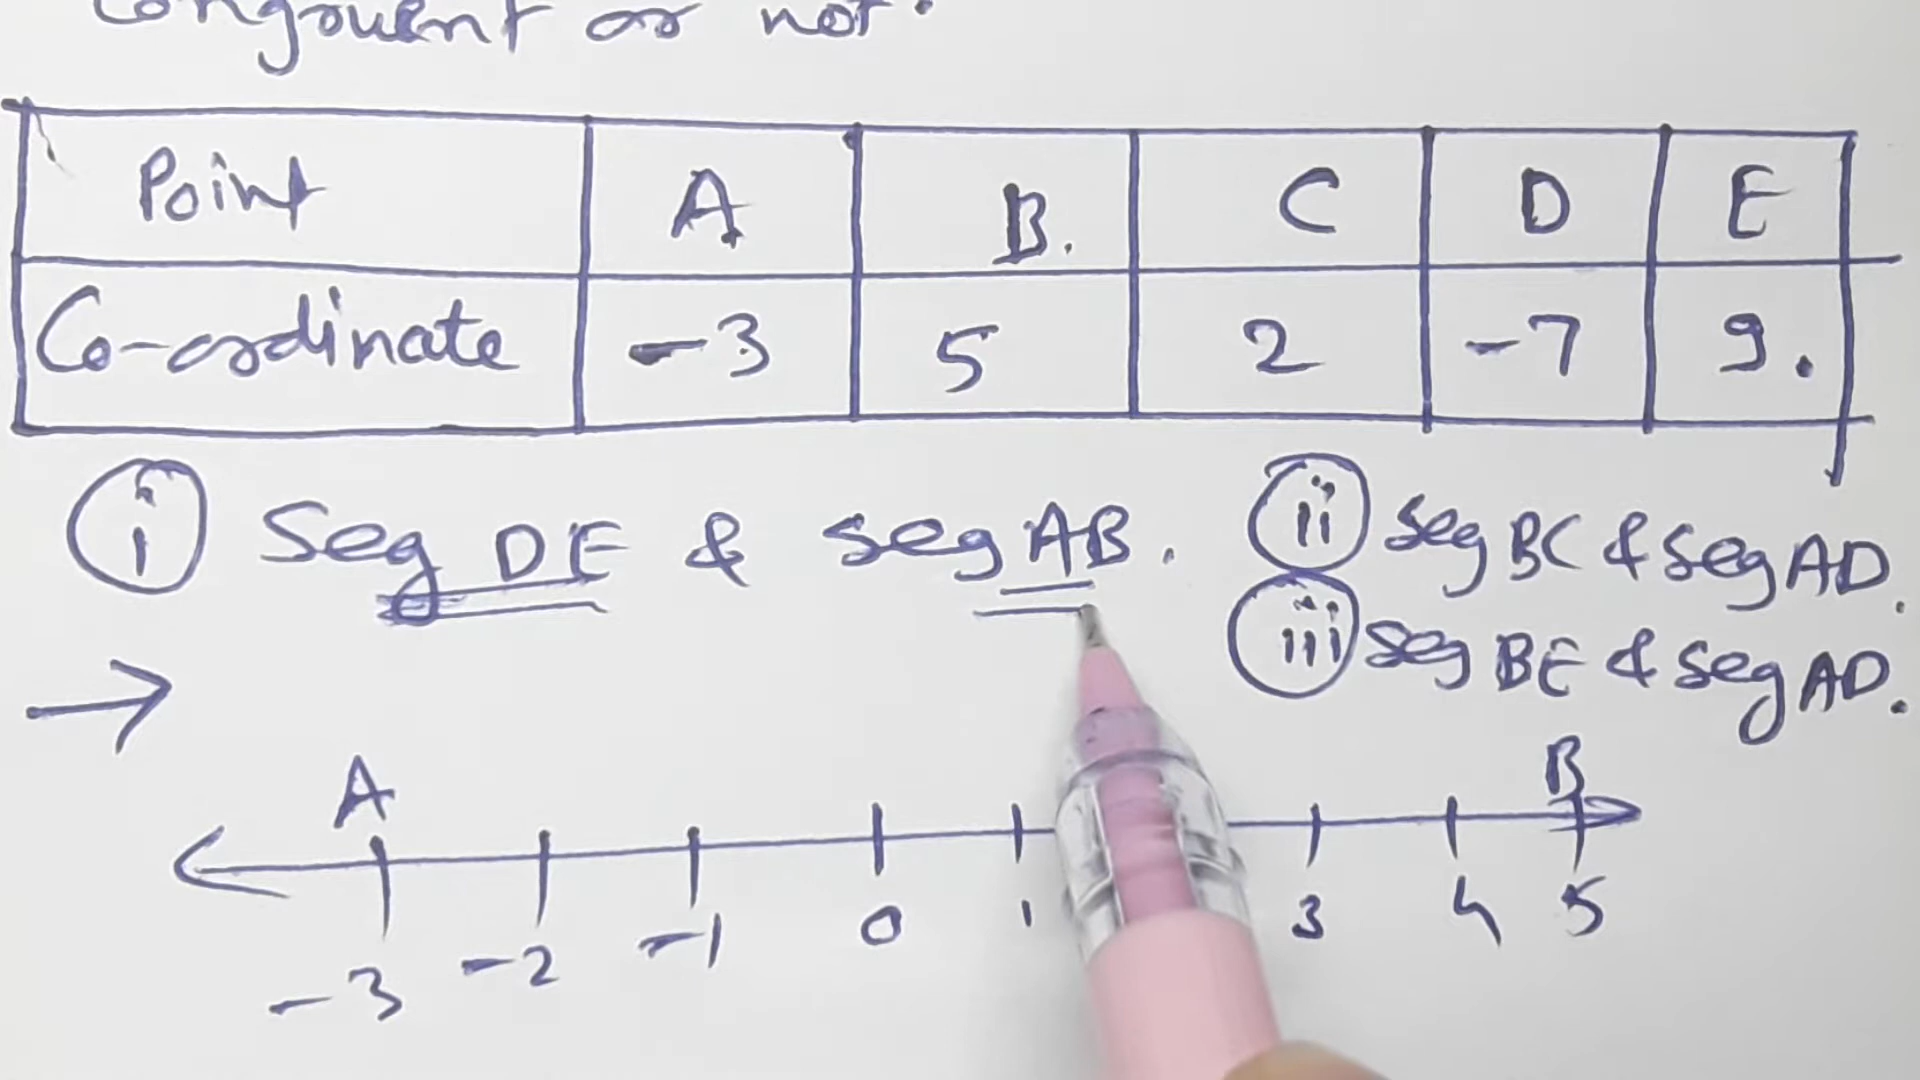 congruent or not.
Point A B. C D E
Co-ordinate -3 5 2 -7 9.
i Seg DE & seg AB.
ii seg BC & seg AD.
iii seg BE & seg AD.
A B
-3 -2 -1 0 1 3 4 5